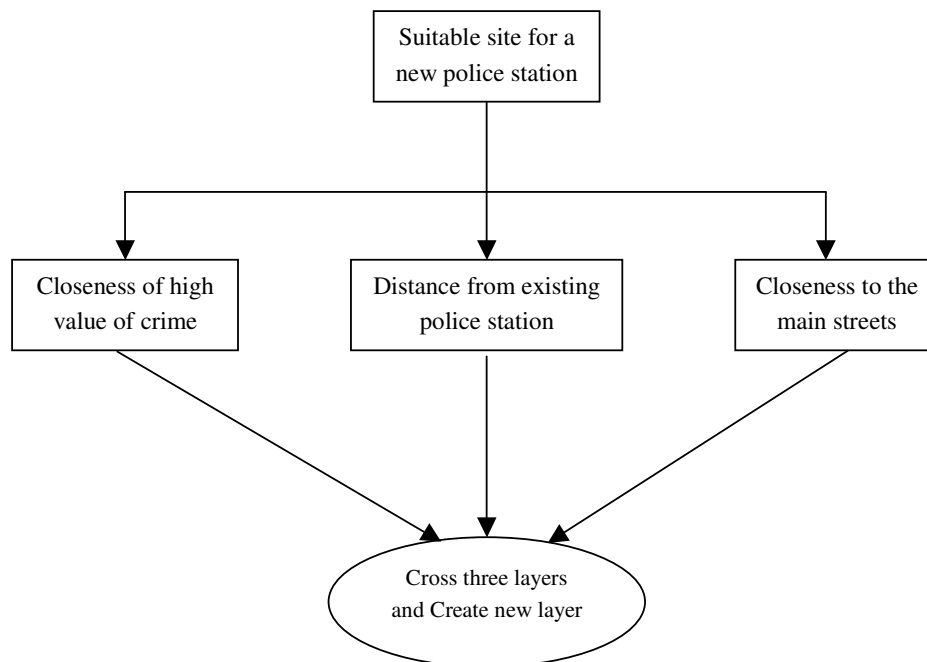 Suitable site for a
new police station
Closeness of high
value of crime
Distance from existing
police station
Closeness to the
main streets
Cross three layers
and Create new layer